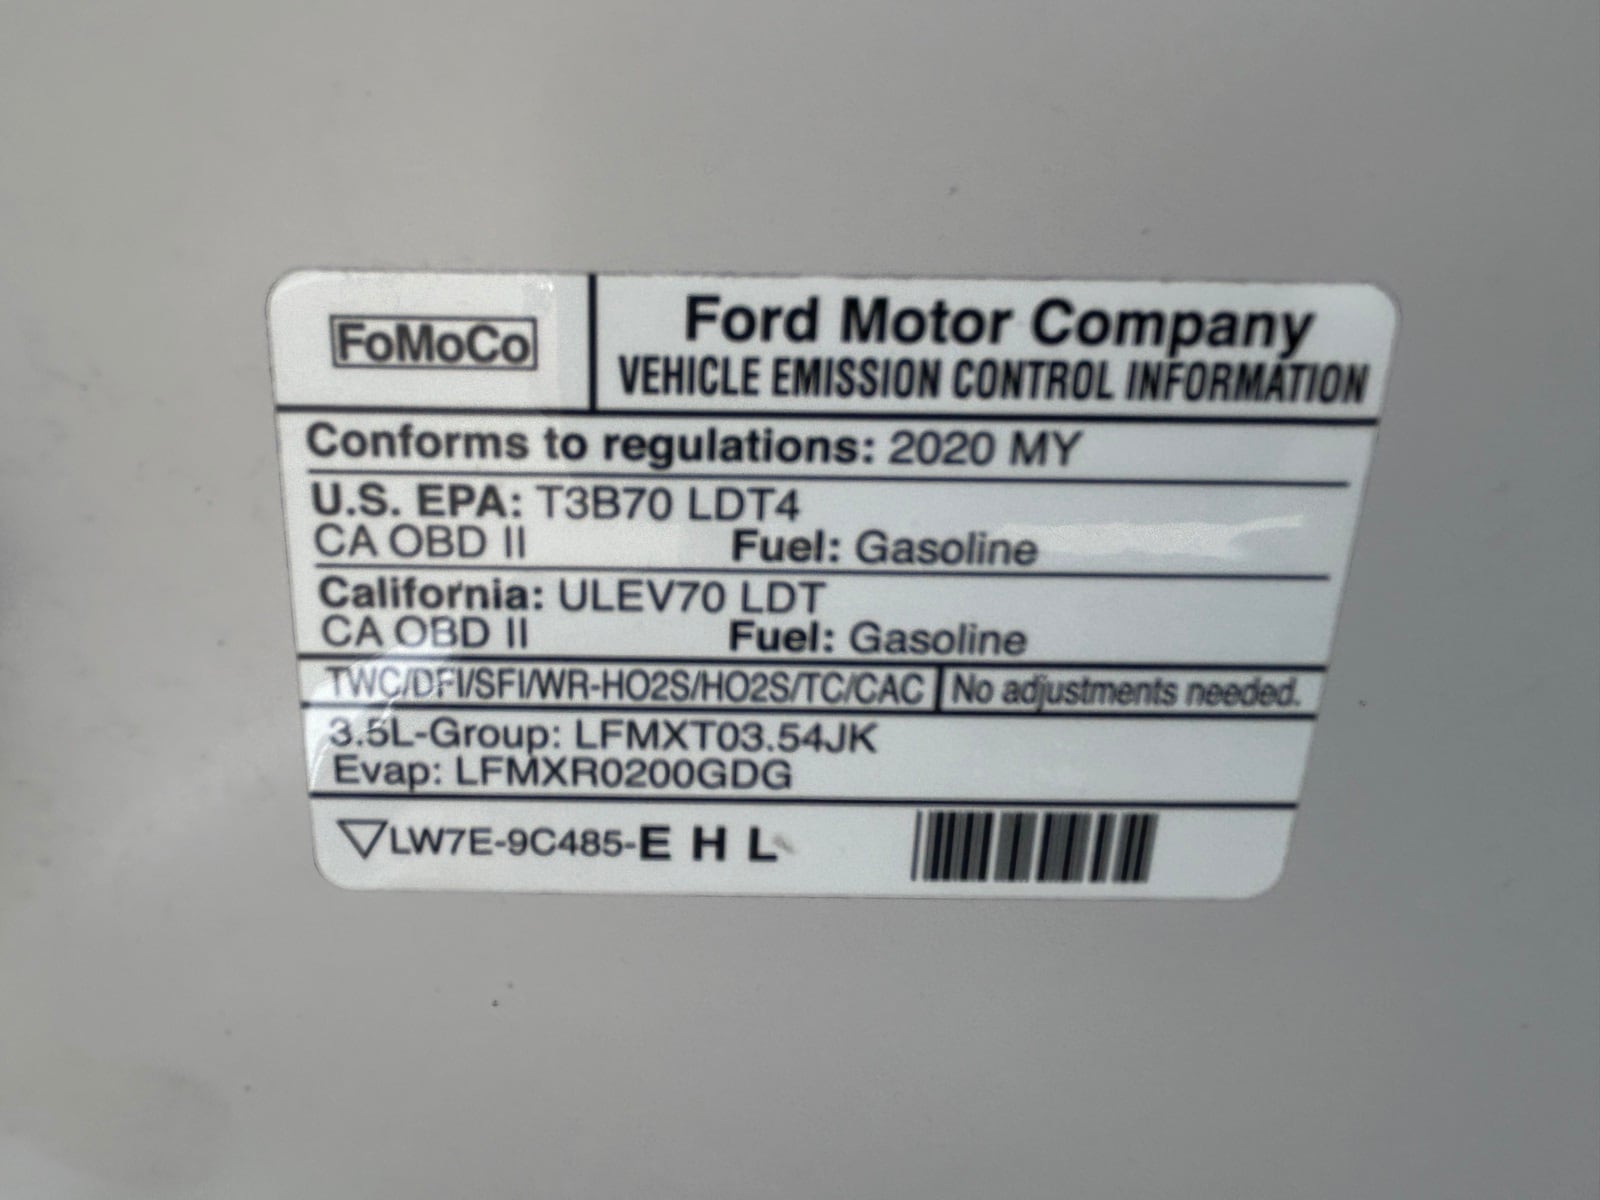 FoMoCo
Ford Motor Company
VEHICLE EMISSION CONTROL INFORMATION
Conforms to regulations: 2020 MY
U.S. EPA: T3B70 LDT4
CA OBD II Fuel: Gasoline
California: ULEV70 LDT
CA OBD II Fuel: Gasoline
TWC/DFI/SFI/WR-HO2S/HO2S/TC/CAC No adjustments needed.
3.5L-Group: LFMXT03.54JK
Evap: LFMXR0200GDG
LW7E-9C485-E H L